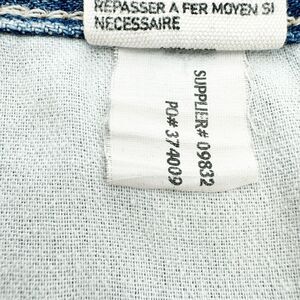 REPASSER A FER MOYEN SI
NECESSAIRE
SUPPLIER# 09832
PO# 374009